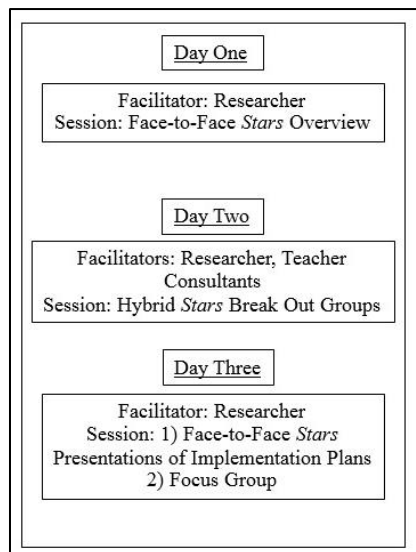 Day One
Facilitator: Researcher
Session: Face-to-Face Stars Overview
Day Two
Facilitators: Researcher, Teacher
Consultants
Session: Hybrid Stars Break Out Groups
Day Three
Facilitator: Researcher
Session: 1) Face-to-Face Stars
Presentations of Implementation Plans
2) Focus Group